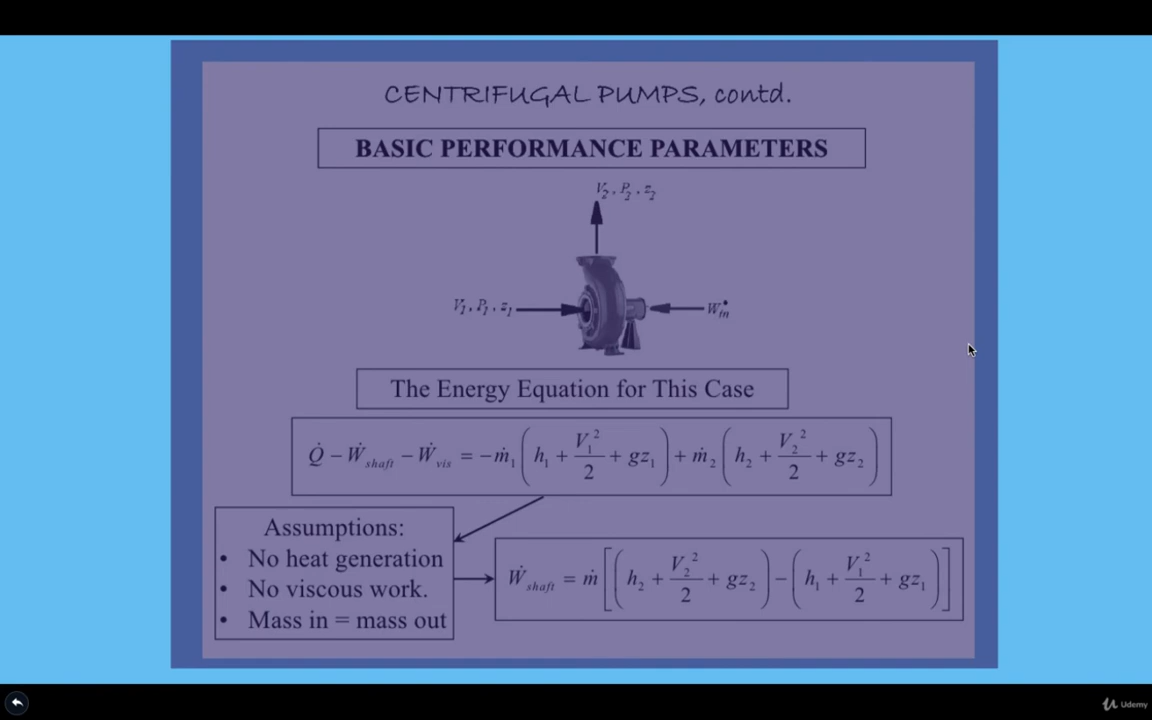 CENTRIFUGAL PUMPS, contd.
BASIC PERFORMANCE PARAMETERS
V₂ , P₂ , z₂
V₁ , P₁ , z₁
W•in
The Energy Equation for This Case
Q̇ − Ẇshaft − Ẇvis = −ṁ₁ ( h₁ + V₁²/2 + gz₁ ) + ṁ₂ ( h₂ + V₂²/2 + gz₂ )
Assumptions:
• No heat generation
• No viscous work.
• Mass in = mass out
Ẇshaft = ṁ [ ( h₂ + V₂²/2 + gz₂ ) − ( h₁ + V₁²/2 + gz₁ ) ]
Udemy